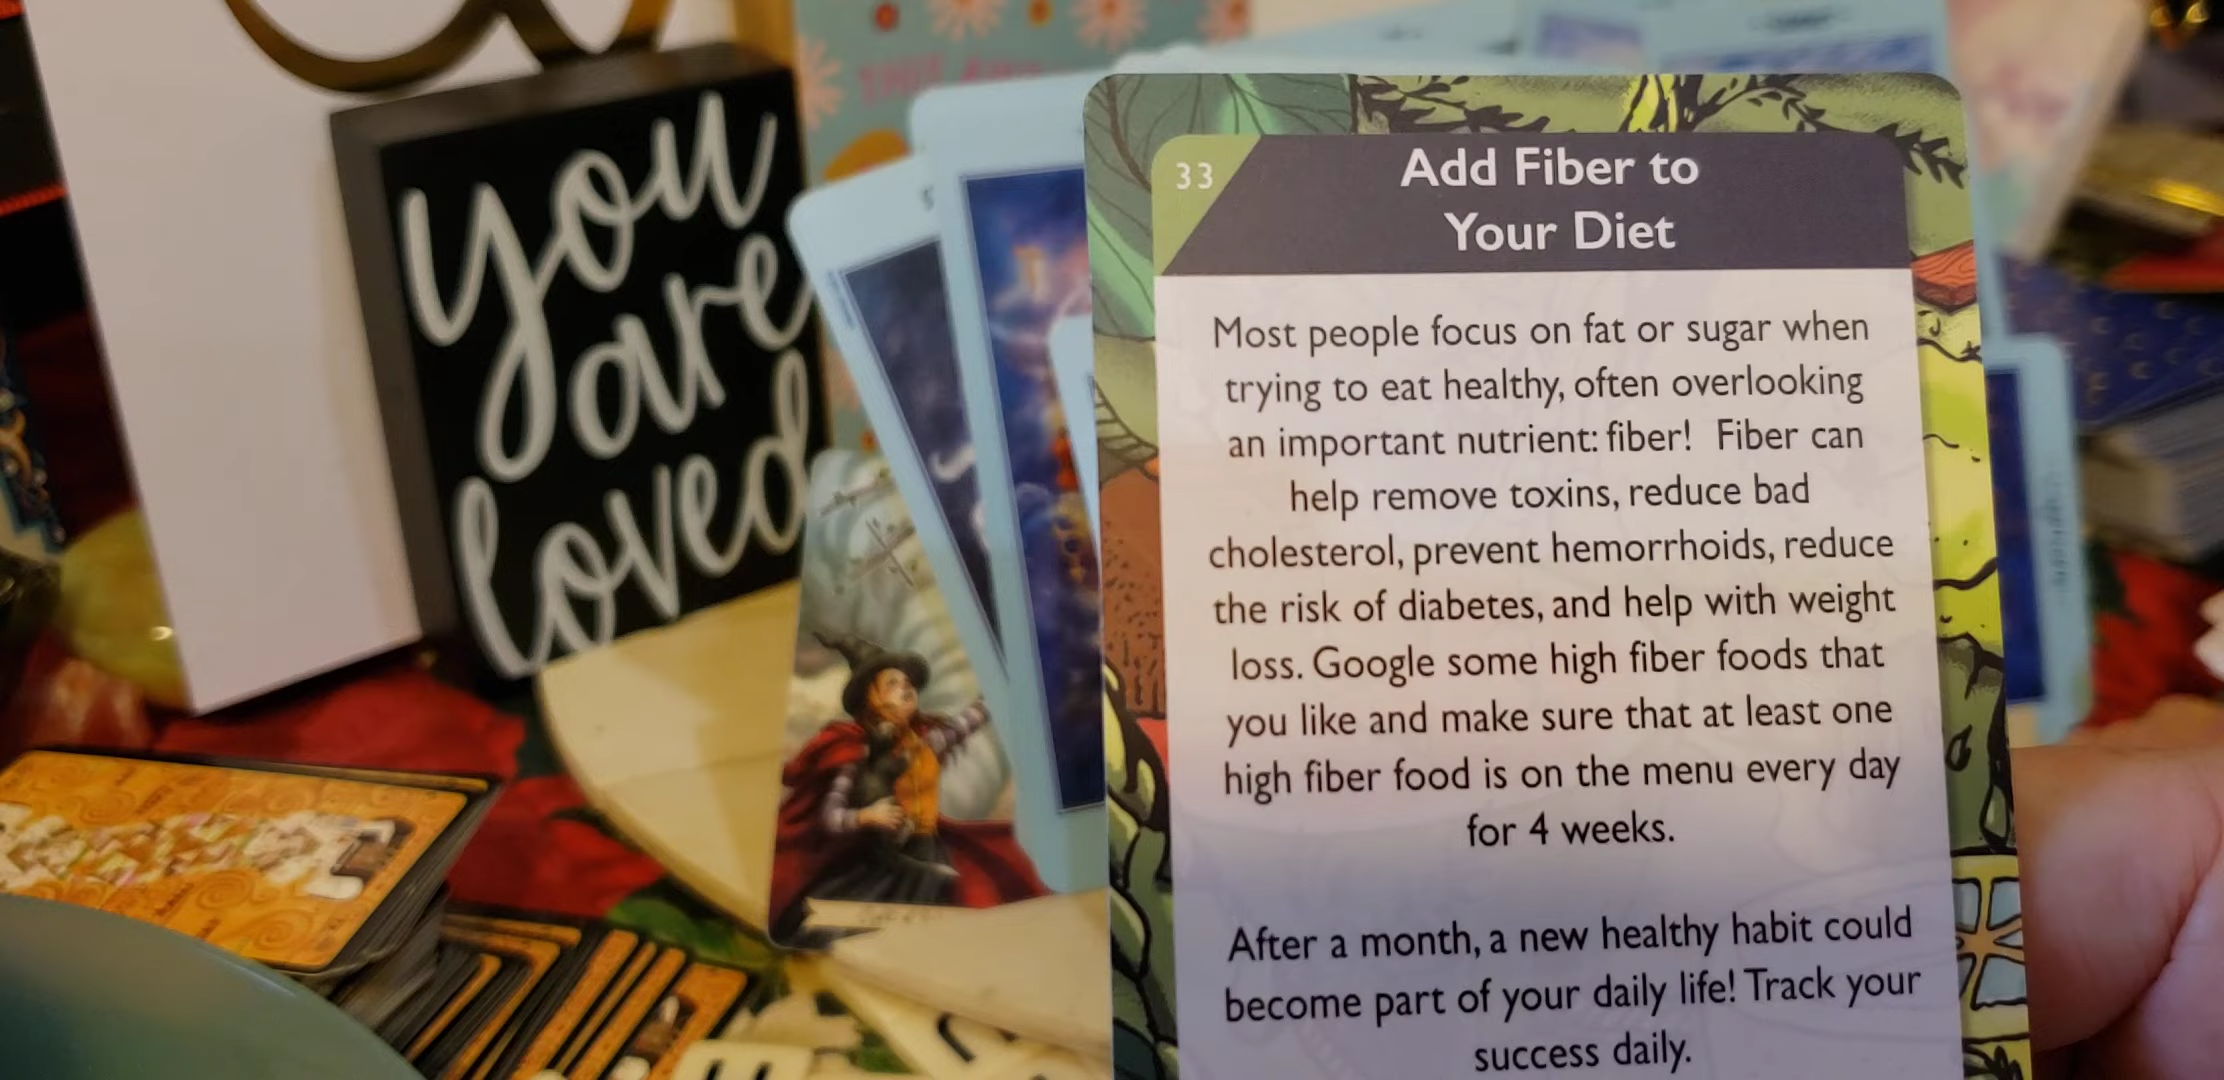 you
are
loved
33
Add Fiber to
Your Diet
Most people focus on fat or sugar when
trying to eat healthy, often overlooking
an important nutrient: fiber! Fiber can
help remove toxins, reduce bad
cholesterol, prevent hemorrhoids, reduce
the risk of diabetes, and help with weight
loss. Google some high fiber foods that
you like and make sure that at least one
high fiber food is on the menu every day
for 4 weeks.
After a month, a new healthy habit could
become part of your daily life! Track your
success daily.